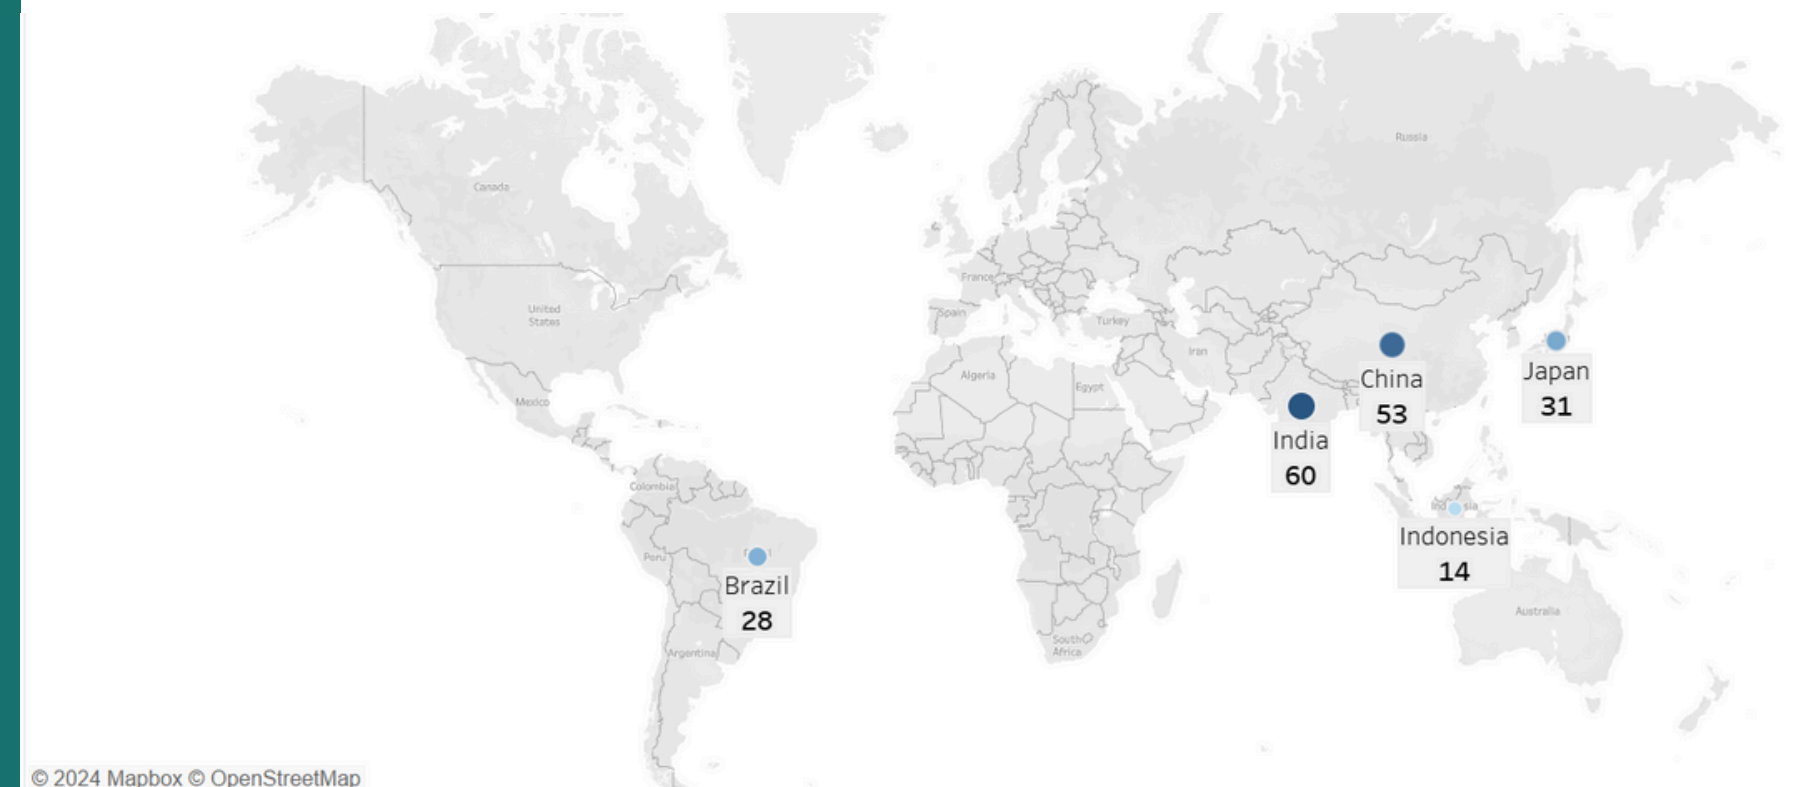 Russia
Canada
France
United
States
Spain
Turkey
Iran
China
53
Japan
31
Algeria
Egypt
Mexico
India
60
Colombia
Indonesia
14
Peru
Brazil
28
Australia
South
Africa
Argentina
© 2024 Mapbox © OpenStreetMap